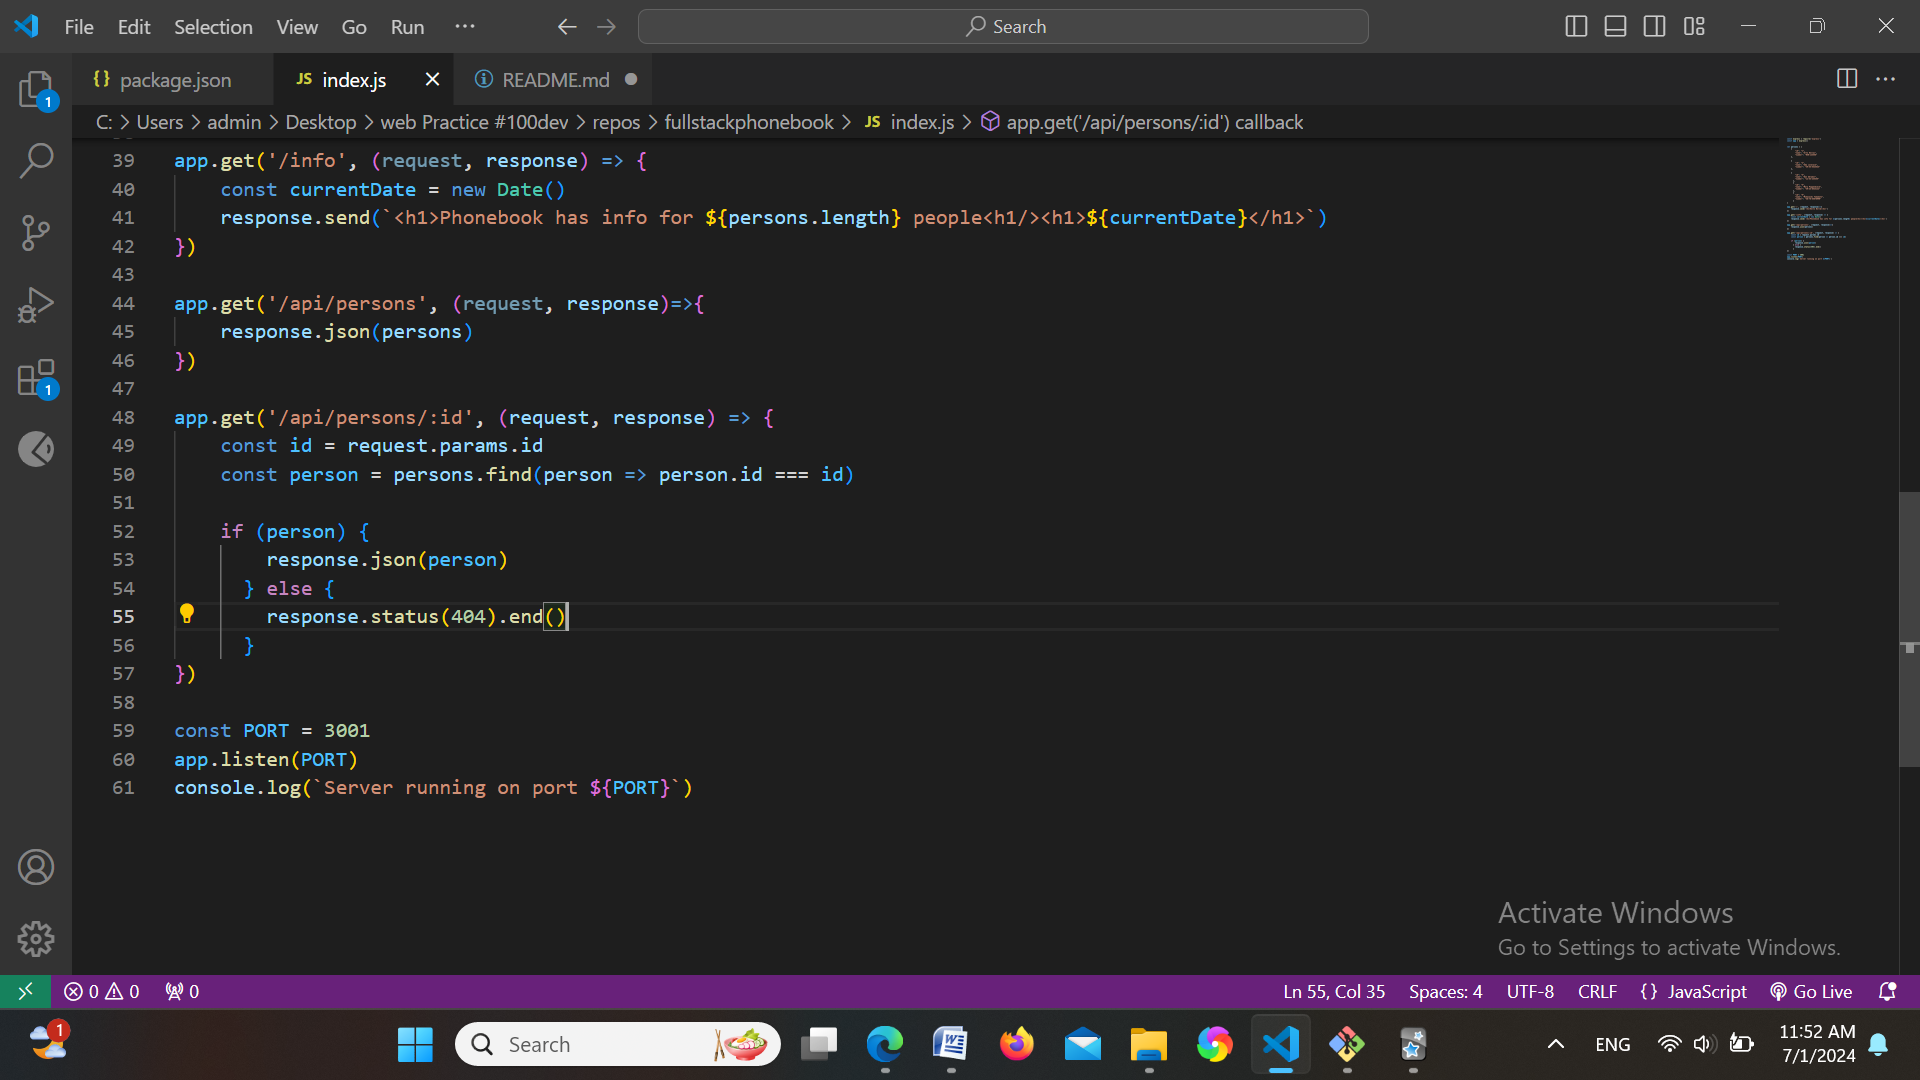 File Edit Selection View Go Run ··· Search
{} package.json JS index.js README.md
C: > Users > admin > Desktop > web Practice #100dev > repos > fullstackphonebook > JS index.js > app.get('/api/persons/:id') callback
39 app.get('/info', (request, response) => {
40 const currentDate = new Date()
41 response.send(`<h1>Phonebook has info for ${persons.length} people<h1/><h1>${currentDate}</h1>`)
42 })
43
44 app.get('/api/persons', (request, response)=>{
45 response.json(persons)
46 })
47
48 app.get('/api/persons/:id', (request, response) => {
49 const id = request.params.id
50 const person = persons.find(person => person.id === id)
51
52 if (person) {
53 response.json(person)
54 } else {
55 response.status(404).end()
56 }
57 })
58
59 const PORT = 3001
60 app.listen(PORT)
61 console.log(`Server running on port ${PORT}`)
1
1
Activate Windows
Go to Settings to activate Windows.
0 0 0 Ln 55, Col 35 Spaces: 4 UTF-8 CRLF {} JavaScript Go Live
1 Search ENG 11:52 AM
7/1/2024